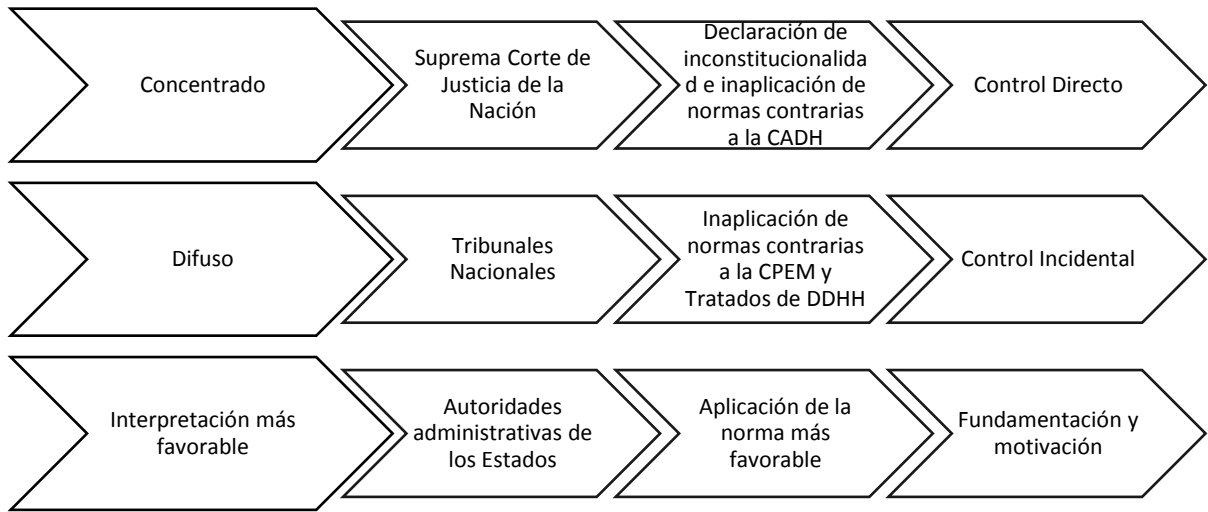 Concentrado
Suprema Corte de
Justicia de la
Nación
Declaración de
inconstitucionalida
d e inaplicación de
normas contrarias
a la CADH
Control Directo
Difuso
Tribunales
Nacionales
Inaplicación de
normas contrarias
a la CPEM y
Tratados de DDHH
Control Incidental
Interpretación más
favorable
Autoridades
administrativas de
los Estados
Aplicación de la
norma más
favorable
Fundamentación y
motivación